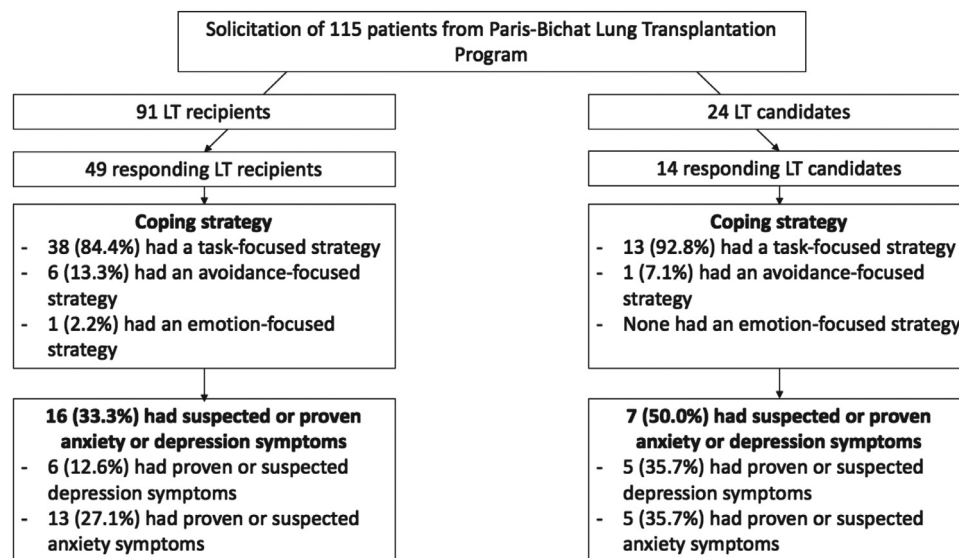 Solicitation of 115 patients from Paris-Bichat Lung Transplantation
Program
91 LT recipients
24 LT candidates
49 responding LT recipients
14 responding LT candidates
Coping strategy
- 38 (84.4%) had a task-focused strategy
- 6 (13.3%) had an avoidance-focused
strategy
- 1 (2.2%) had an emotion-focused
strategy
Coping strategy
- 13 (92.8%) had a task-focused strategy
- 1 (7.1%) had an avoidance-focused
strategy
- None had an emotion-focused strategy
16 (33.3%) had suspected or proven
anxiety or depression symptoms
- 6 (12.6%) had proven or suspected
depression symptoms
- 13 (27.1%) had proven or suspected
anxiety symptoms
7 (50.0%) had suspected or proven
anxiety or depression symptoms
- 5 (35.7%) had proven or suspected
depression symptoms
- 5 (35.7%) had proven or suspected
anxiety symptoms